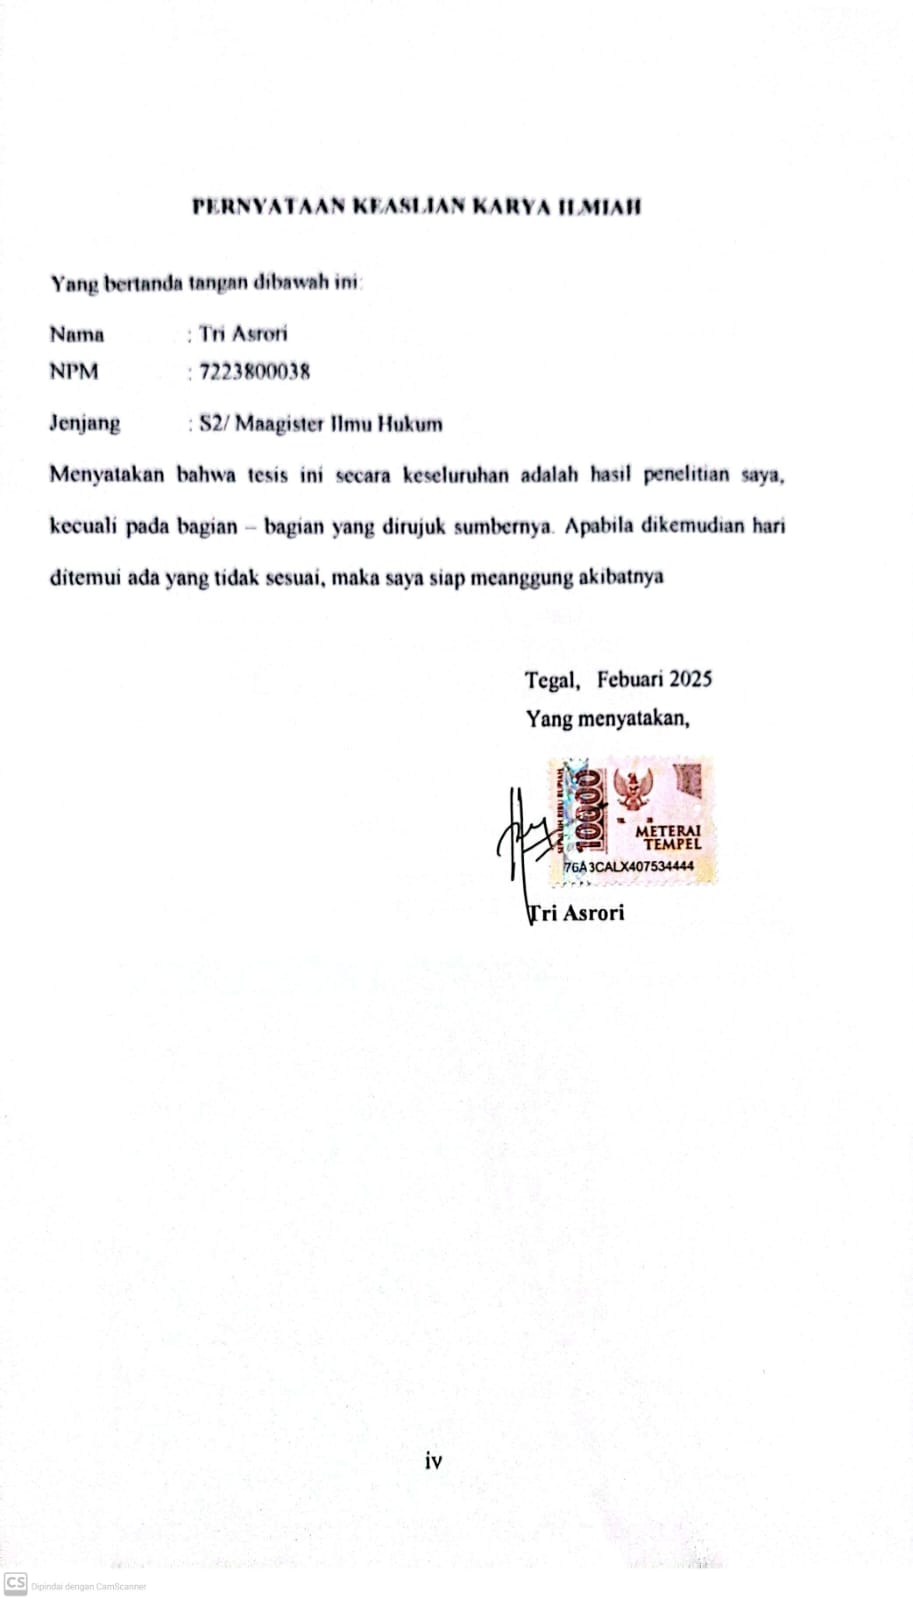 PERNYATAAN KEASLIAN KARYA ILMIAH
Yang bertanda tangan dibawah ini:
Nama : Tri Asrori
NPM : 7223800038
Jenjang : S2/ Maagister Ilmu Hukum
Menyatakan bahwa tesis ini secara keseluruhan adalah hasil penelitian saya,
kecuali pada bagian – bagian yang dirujuk sumbernya. Apabila dikemudian hari
ditemui ada yang tidak sesuai, maka saya siap meanggung akibatnya
Tegal, Febuari 2025
Yang menyatakan,
10000
METERAI
TEMPEL
76A3CALX407534444
Tri Asrori
iv
CS Dipindai dengan CamScanner